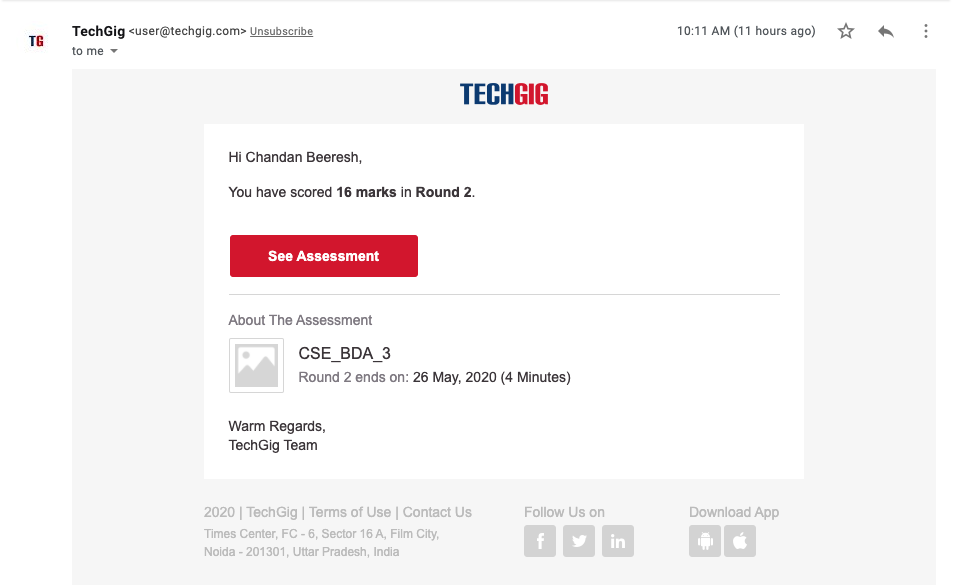 TG
TechGig <user@techgig.com> Unsubscribe
10:11 AM (11 hours ago)
to me
TECHGIG
Hi Chandan Beeresh,
You have scored 16 marks in Round 2.
See Assessment
About The Assessment
CSE_BDA_3
Round 2 ends on: 26 May, 2020 (4 Minutes)
Warm Regards,
TechGig Team
2020 | TechGig | Terms of Use | Contact Us
Times Center, FC - 6, Sector 16 A, Film City,
Noida - 201301, Uttar Pradesh, India
Follow Us on
f
in
Download App